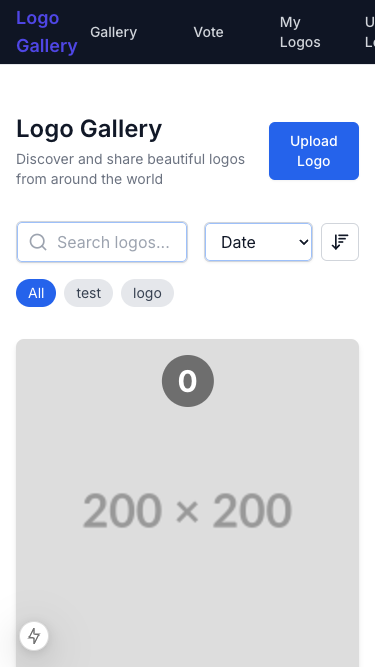 Logo
Gallery
Gallery
Vote
My
Logos
Logo Gallery
Discover and share beautiful logos
from around the world
Upload
Logo
Search logos...
Date
All
test
logo
0
200 × 200